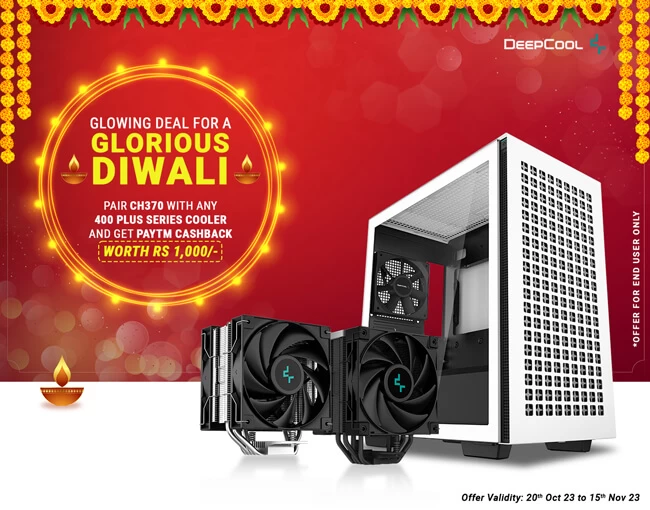 DEEPCOOL
GLOWING DEAL FOR A
GLORIOUS
DIWALI
PAIR CH370 WITH ANY
400 PLUS SERIES COOLER
AND GET PAYTM CASHBACK
WORTH RS 1,000/-
*OFFER FOR END USER ONLY
Offer Validity: 20th Oct 23 to 15th Nov 23